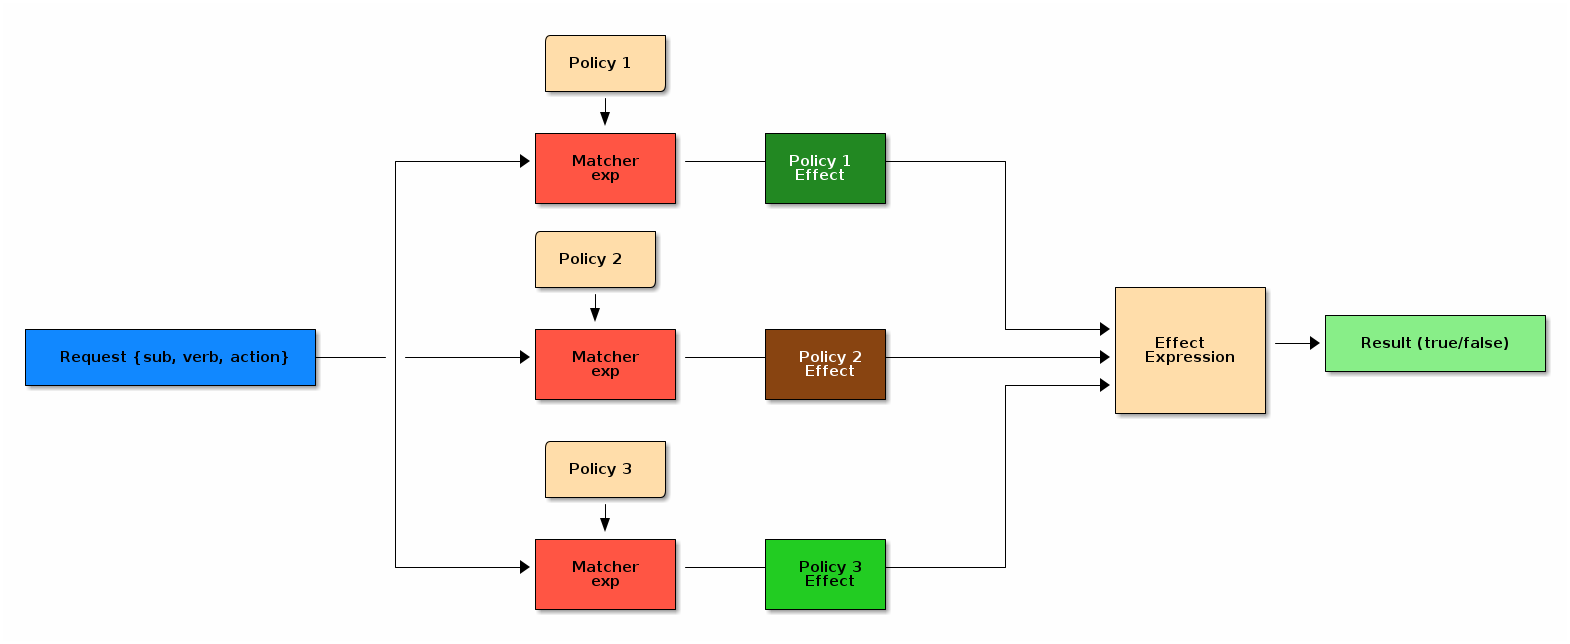 Policy 1
Matcher
exp
Policy 1
Effect
Policy 2
Request {sub, verb, action}
Matcher
exp
Policy 2
Effect
Effect
Expression
Result (true/false)
Policy 3
Matcher
exp
Policy 3
Effect